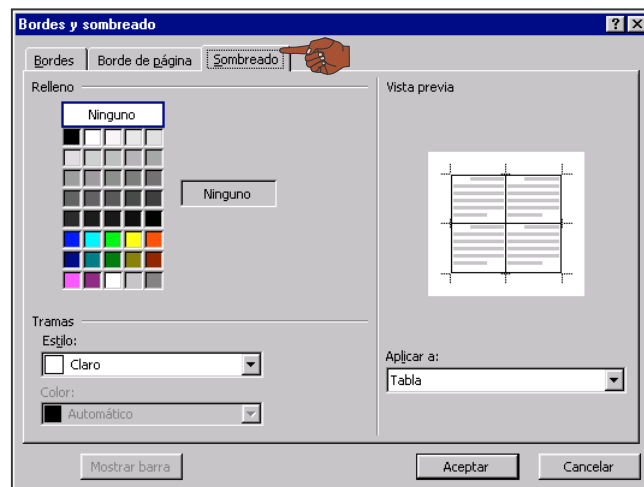 Bordes y sombreado
Bordes
Borde de página
Sombreado
Relleno
Ninguno
Ninguno
Vista previa
Tramas
Estilo:
Claro
Color:
Automático
Aplicar a:
Tabla
Mostrar barra
Aceptar
Cancelar